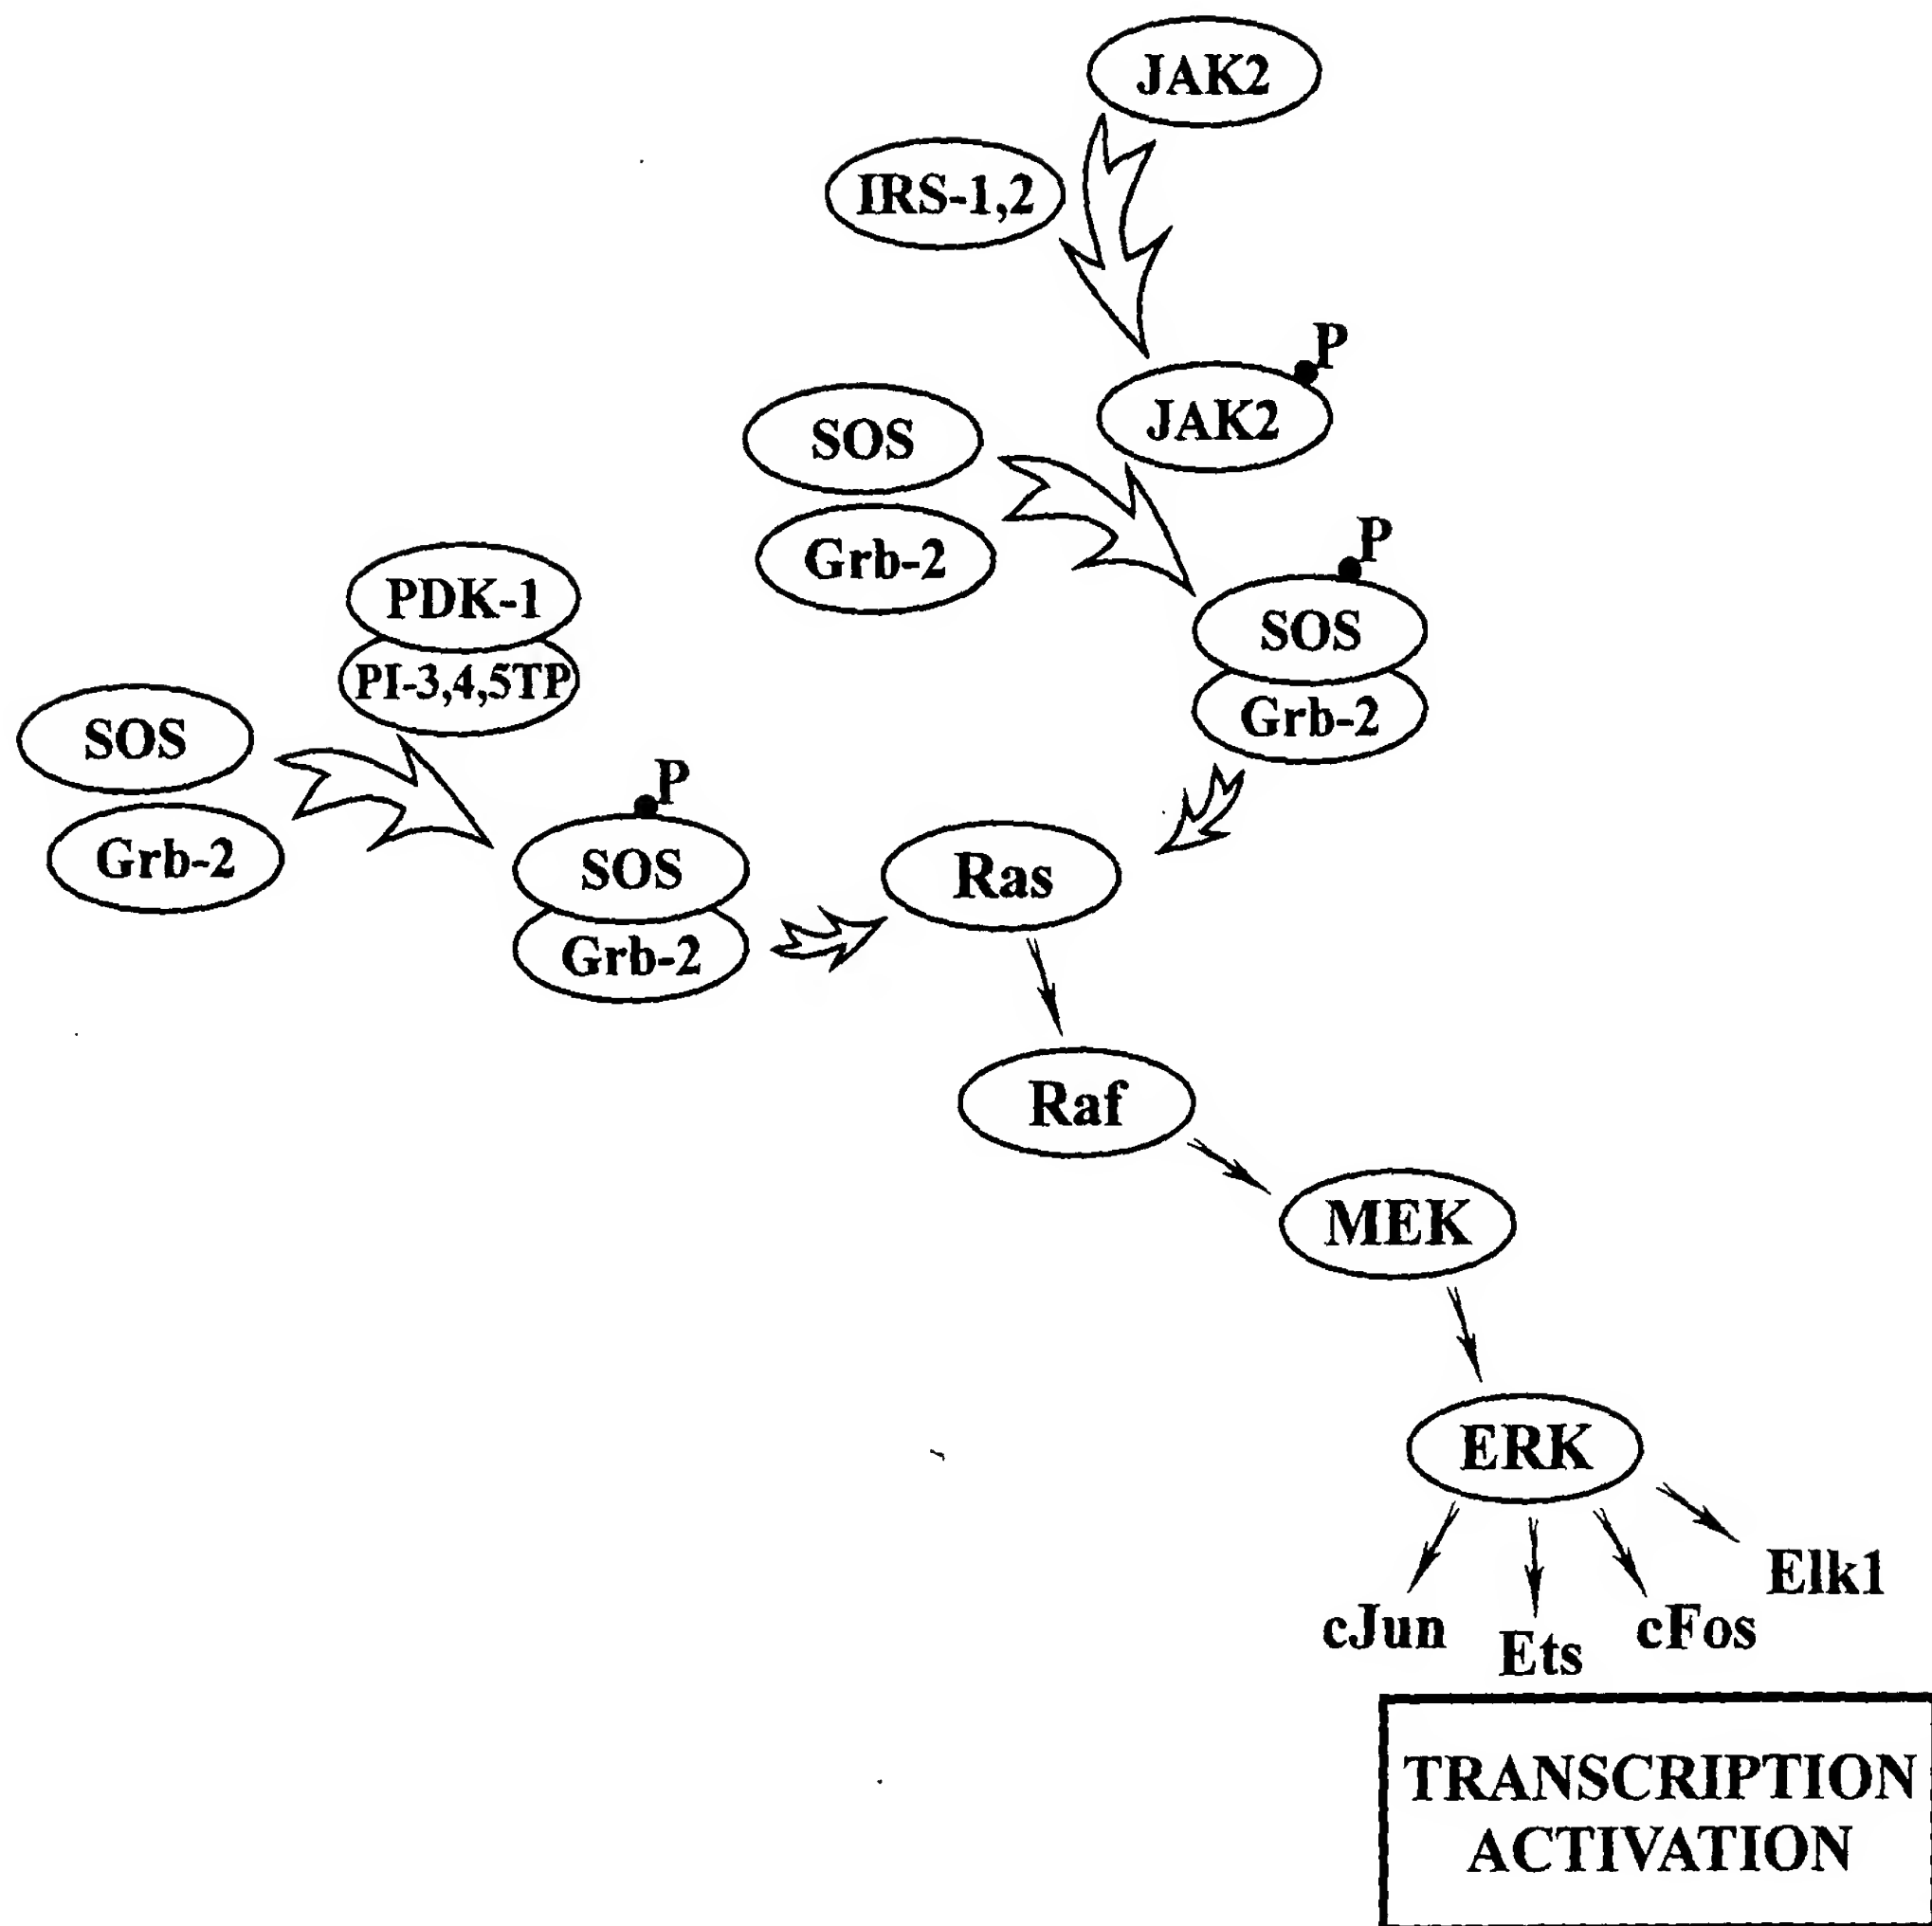 JAK2
IRS-1,2
P
JAK2
SOS
Grb-2
P
SOS
Grb-2
PDK-1
PI-3,4,5TP
SOS
Grb-2
P
SOS
Grb-2
Ras
Raf
MEK
ERK
Elk1
cJun
Ets
cFos
TRANSCRIPTION
ACTIVATION